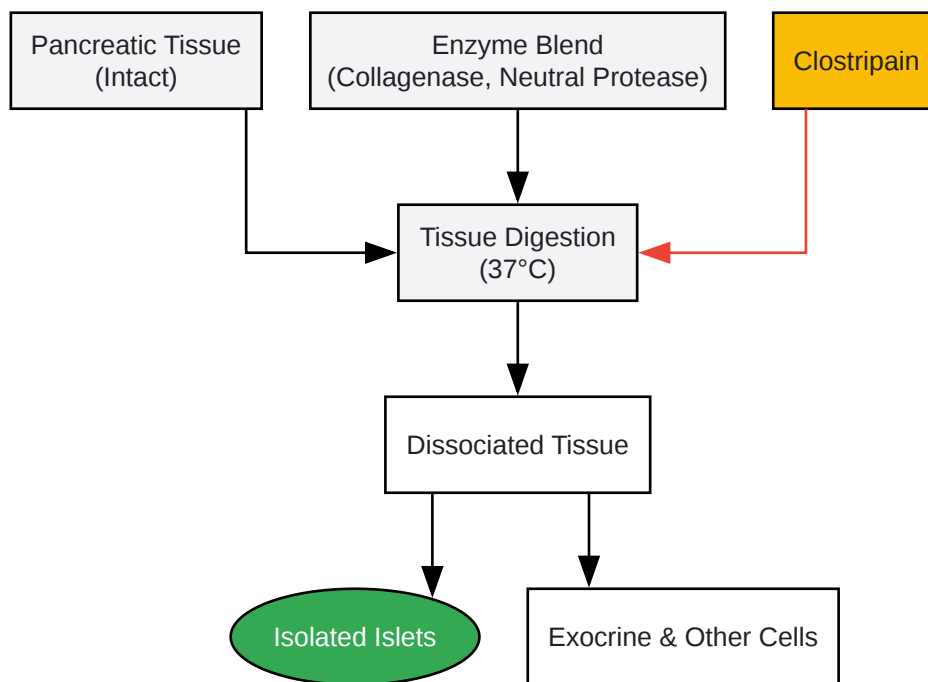 Pancreatic Tissue
(Intact)
Enzyme Blend
(Collagenase, Neutral Protease)
Clostripain
Tissue Digestion
(37°C)
Dissociated Tissue
Isolated Islets
Exocrine & Other Cells